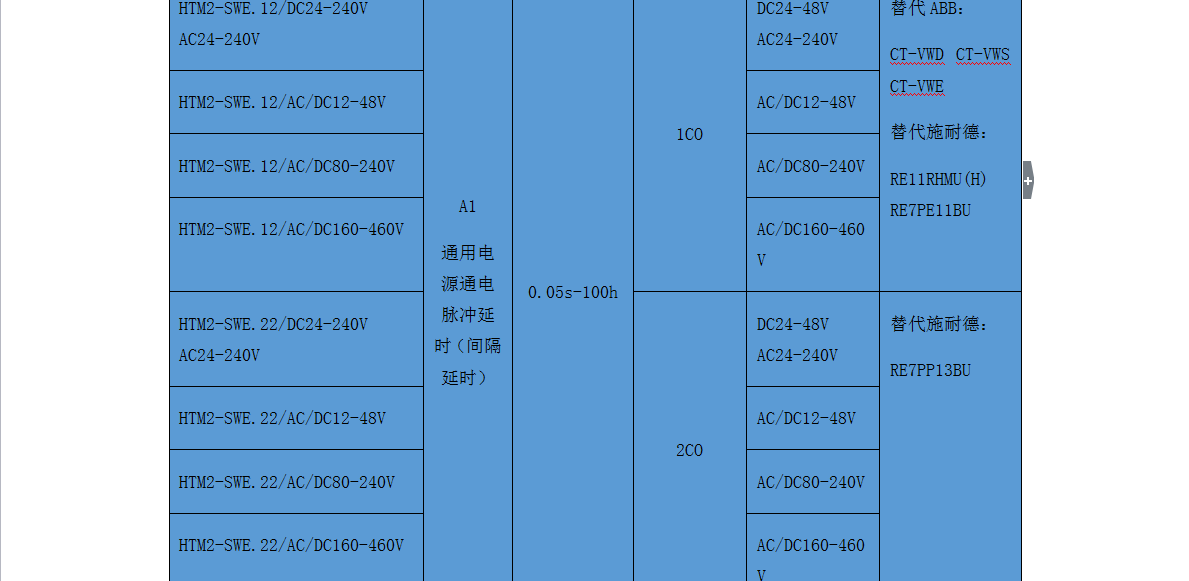 HTM2-SWE.12/DC24-240V
AC24-240V
DC24-48V
AC24-240V
替代 ABB：
CT-VWD CT-VWS
CT-VWE
HTM2-SWE.12/AC/DC12-48V
AC/DC12-48V
1CO
替代施耐德：
RE11RHMU(H)
RE7PE11BU
HTM2-SWE.12/AC/DC80-240V
AC/DC80-240V
HTM2-SWE.12/AC/DC160-460V
AC/DC160-460
V
A1
通用电
源通电
脉冲延
时（间隔
延时）
0.05s-100h
HTM2-SWE.22/DC24-240V
AC24-240V
DC24-48V
AC24-240V
替代施耐德：
RE7PP13BU
HTM2-SWE.22/AC/DC12-48V
AC/DC12-48V
2CO
HTM2-SWE.22/AC/DC80-240V
AC/DC80-240V
HTM2-SWE.22/AC/DC160-460V
AC/DC160-460
V